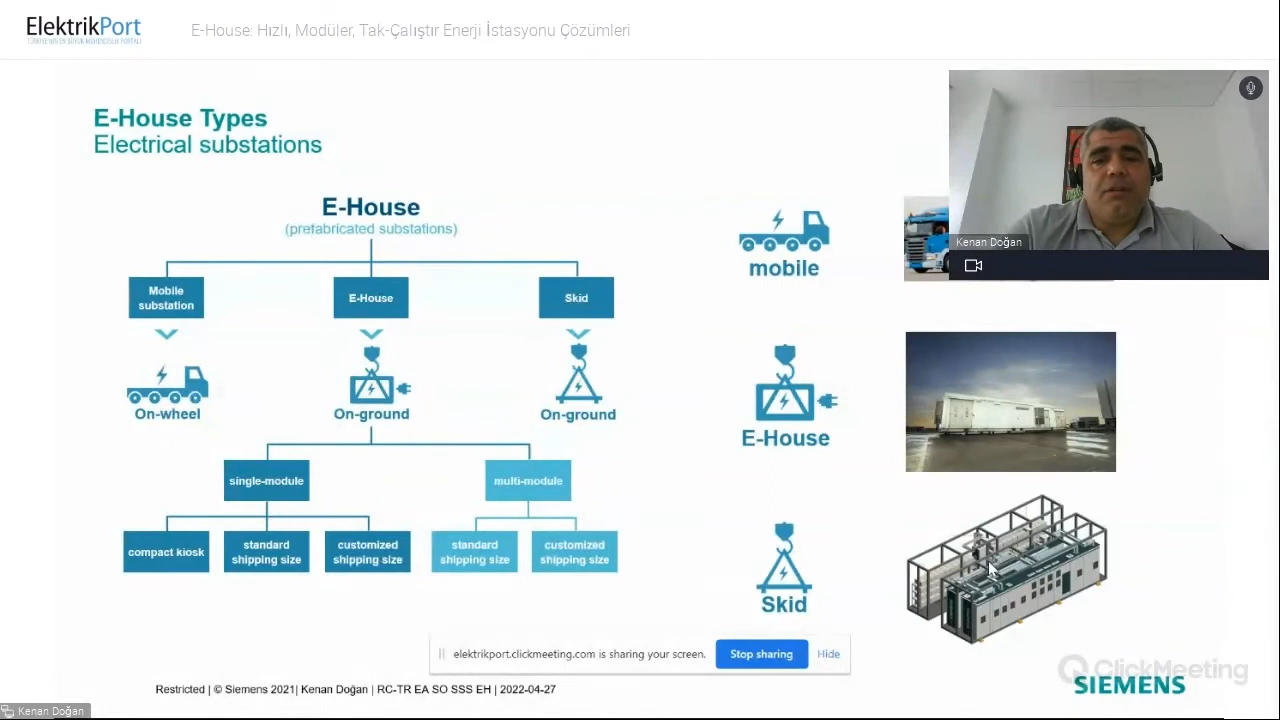 ElektrikPort
E-House: Hızlı, Modüler, Tak-Çalıştır Enerji İstasyonu Çözümleri
E-House Types
Electrical substations
E-House
(prefabricated substations)
Mobile
substation
E-House
Skid
On-wheel
On-ground
On-ground
single-module
multi-module
compact kiosk
standard
shipping size
customized
shipping size
standard
shipping size
customized
shipping size
mobile
E-House
Skid
Kenan Doğan
elektrikport.clickmeeting.com is sharing your screen.
Stop sharing
Hide
Restricted | © Siemens 2021| Kenan Doğan | RC-TR EA SO SSS EH | 2022-04-27
ClickMeeting
SIEMENS
Kenan Doğan